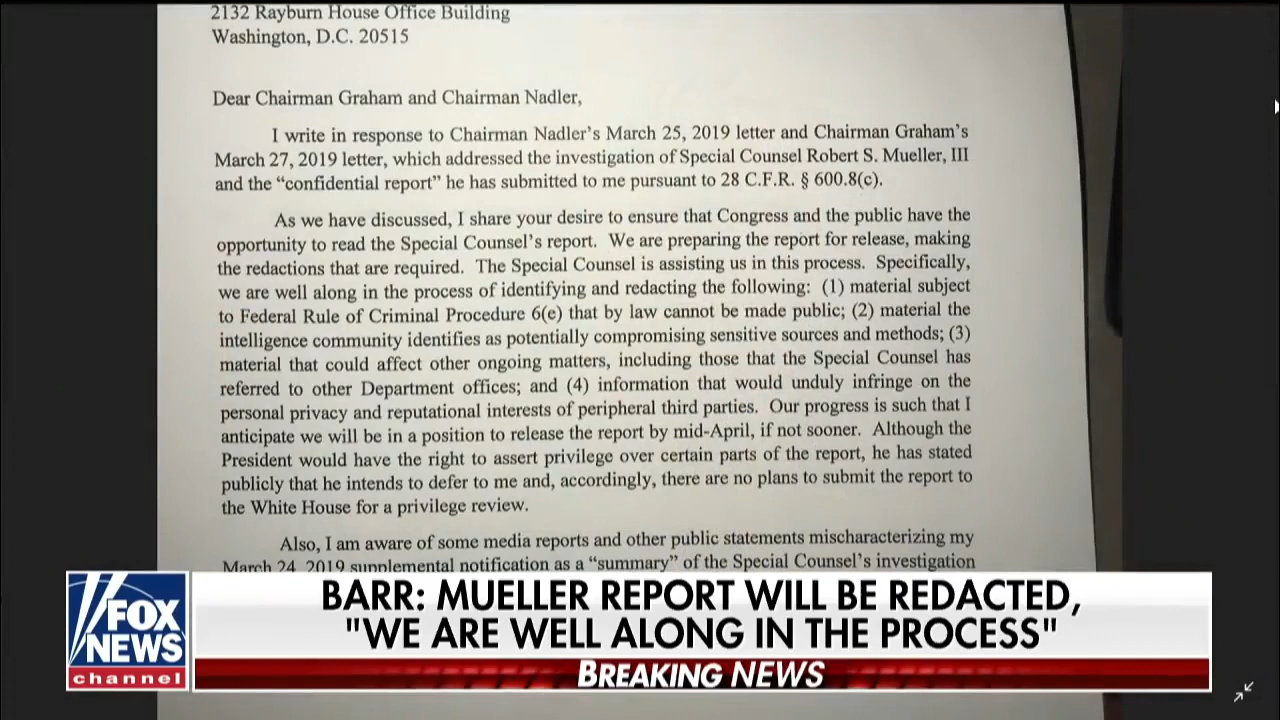 2132 Rayburn House Office Building
Washington, D.C. 20515
Dear Chairman Graham and Chairman Nadler,
I write in response to Chairman Nadler's March 25, 2019 letter and Chairman Graham's
March 27, 2019 letter, which addressed the investigation of Special Counsel Robert S. Mueller, III
and the “confidential report” he has submitted to me pursuant to 28 C.F.R. § 600.8(c).
As we have discussed, I share your desire to ensure that Congress and the public have the
opportunity to read the Special Counsel's report. We are preparing the report for release, making
the redactions that are required. The Special Counsel is assisting us in this process. Specifically,
we are well along in the process of identifying and redacting the following: (1) material subject
to Federal Rule of Criminal Procedure 6(e) that by law cannot be made public; (2) material the
intelligence community identifies as potentially compromising sensitive sources and methods; (3)
material that could affect other ongoing matters, including those that the Special Counsel has
referred to other Department offices; and (4) information that would unduly infringe on the
personal privacy and reputational interests of peripheral third parties. Our progress is such that I
anticipate we will be in a position to release the report by mid-April, if not sooner. Although the
President would have the right to assert privilege over certain parts of the report, he has stated
publicly that he intends to defer to me and, accordingly, there are no plans to submit the report to
the White House for a privilege review.
Also, I am aware of some media reports and other public statements mischaracterizing my
March 24, 2019 supplemental notification as a “summary” of the Special Counsel's investigation
BARR: MUELLER REPORT WILL BE REDACTED,
"WE ARE WELL ALONG IN THE PROCESS"
BREAKING NEWS
FOX
NEWS
channel